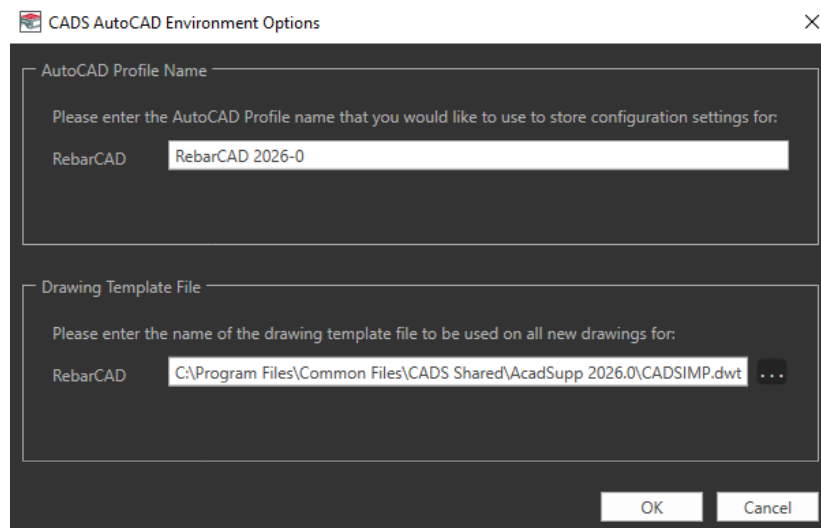 CADS AutoCAD Environment Options
AutoCAD Profile Name
Please enter the AutoCAD Profile name that you would like to use to store configuration settings for:
RebarCAD RebarCAD 2026-0
Drawing Template File
Please enter the name of the drawing template file to be used on all new drawings for:
RebarCAD C:\Program Files\Common Files\CADS Shared\AcadSupp 2026.0\CADSIMP.dwt ...
OK Cancel